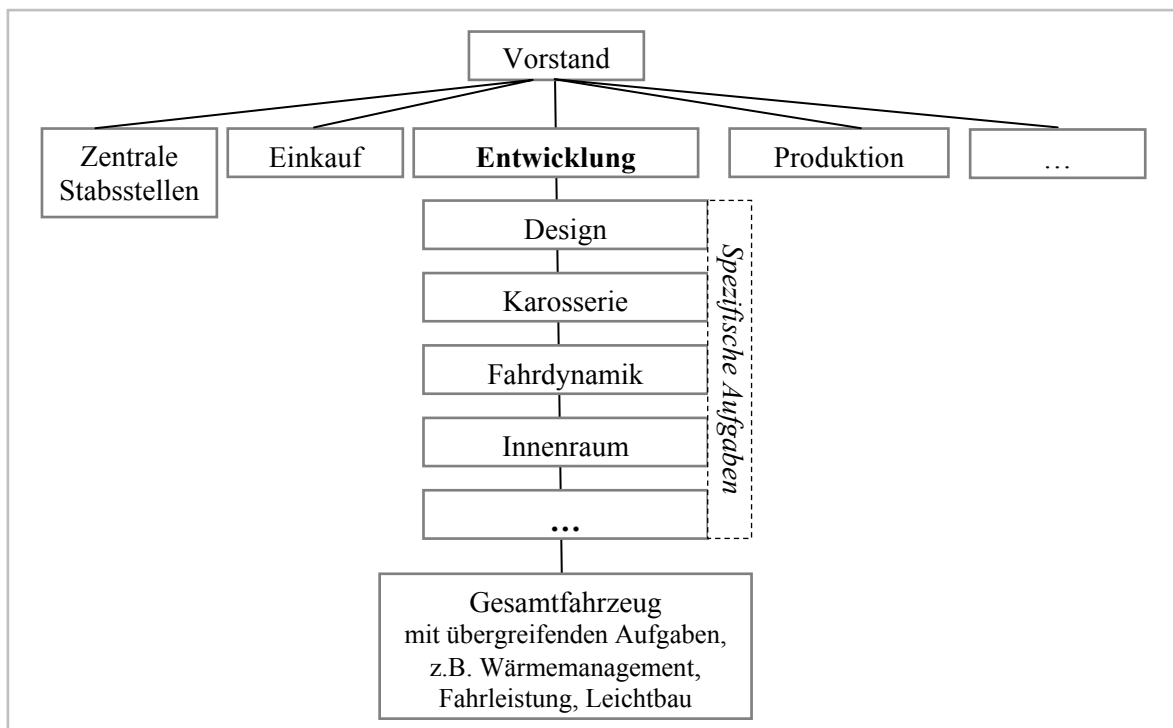 Vorstand
Zentrale
Stabsstellen
Einkauf
Entwicklung
Produktion
…
Design
Karosserie
Fahrdynamik
Innenraum
...
Spezifische Aufgaben
Gesamtfahrzeug
mit übergreifenden Aufgaben,
z.B. Wärmemanagement,
Fahrleistung, Leichtbau